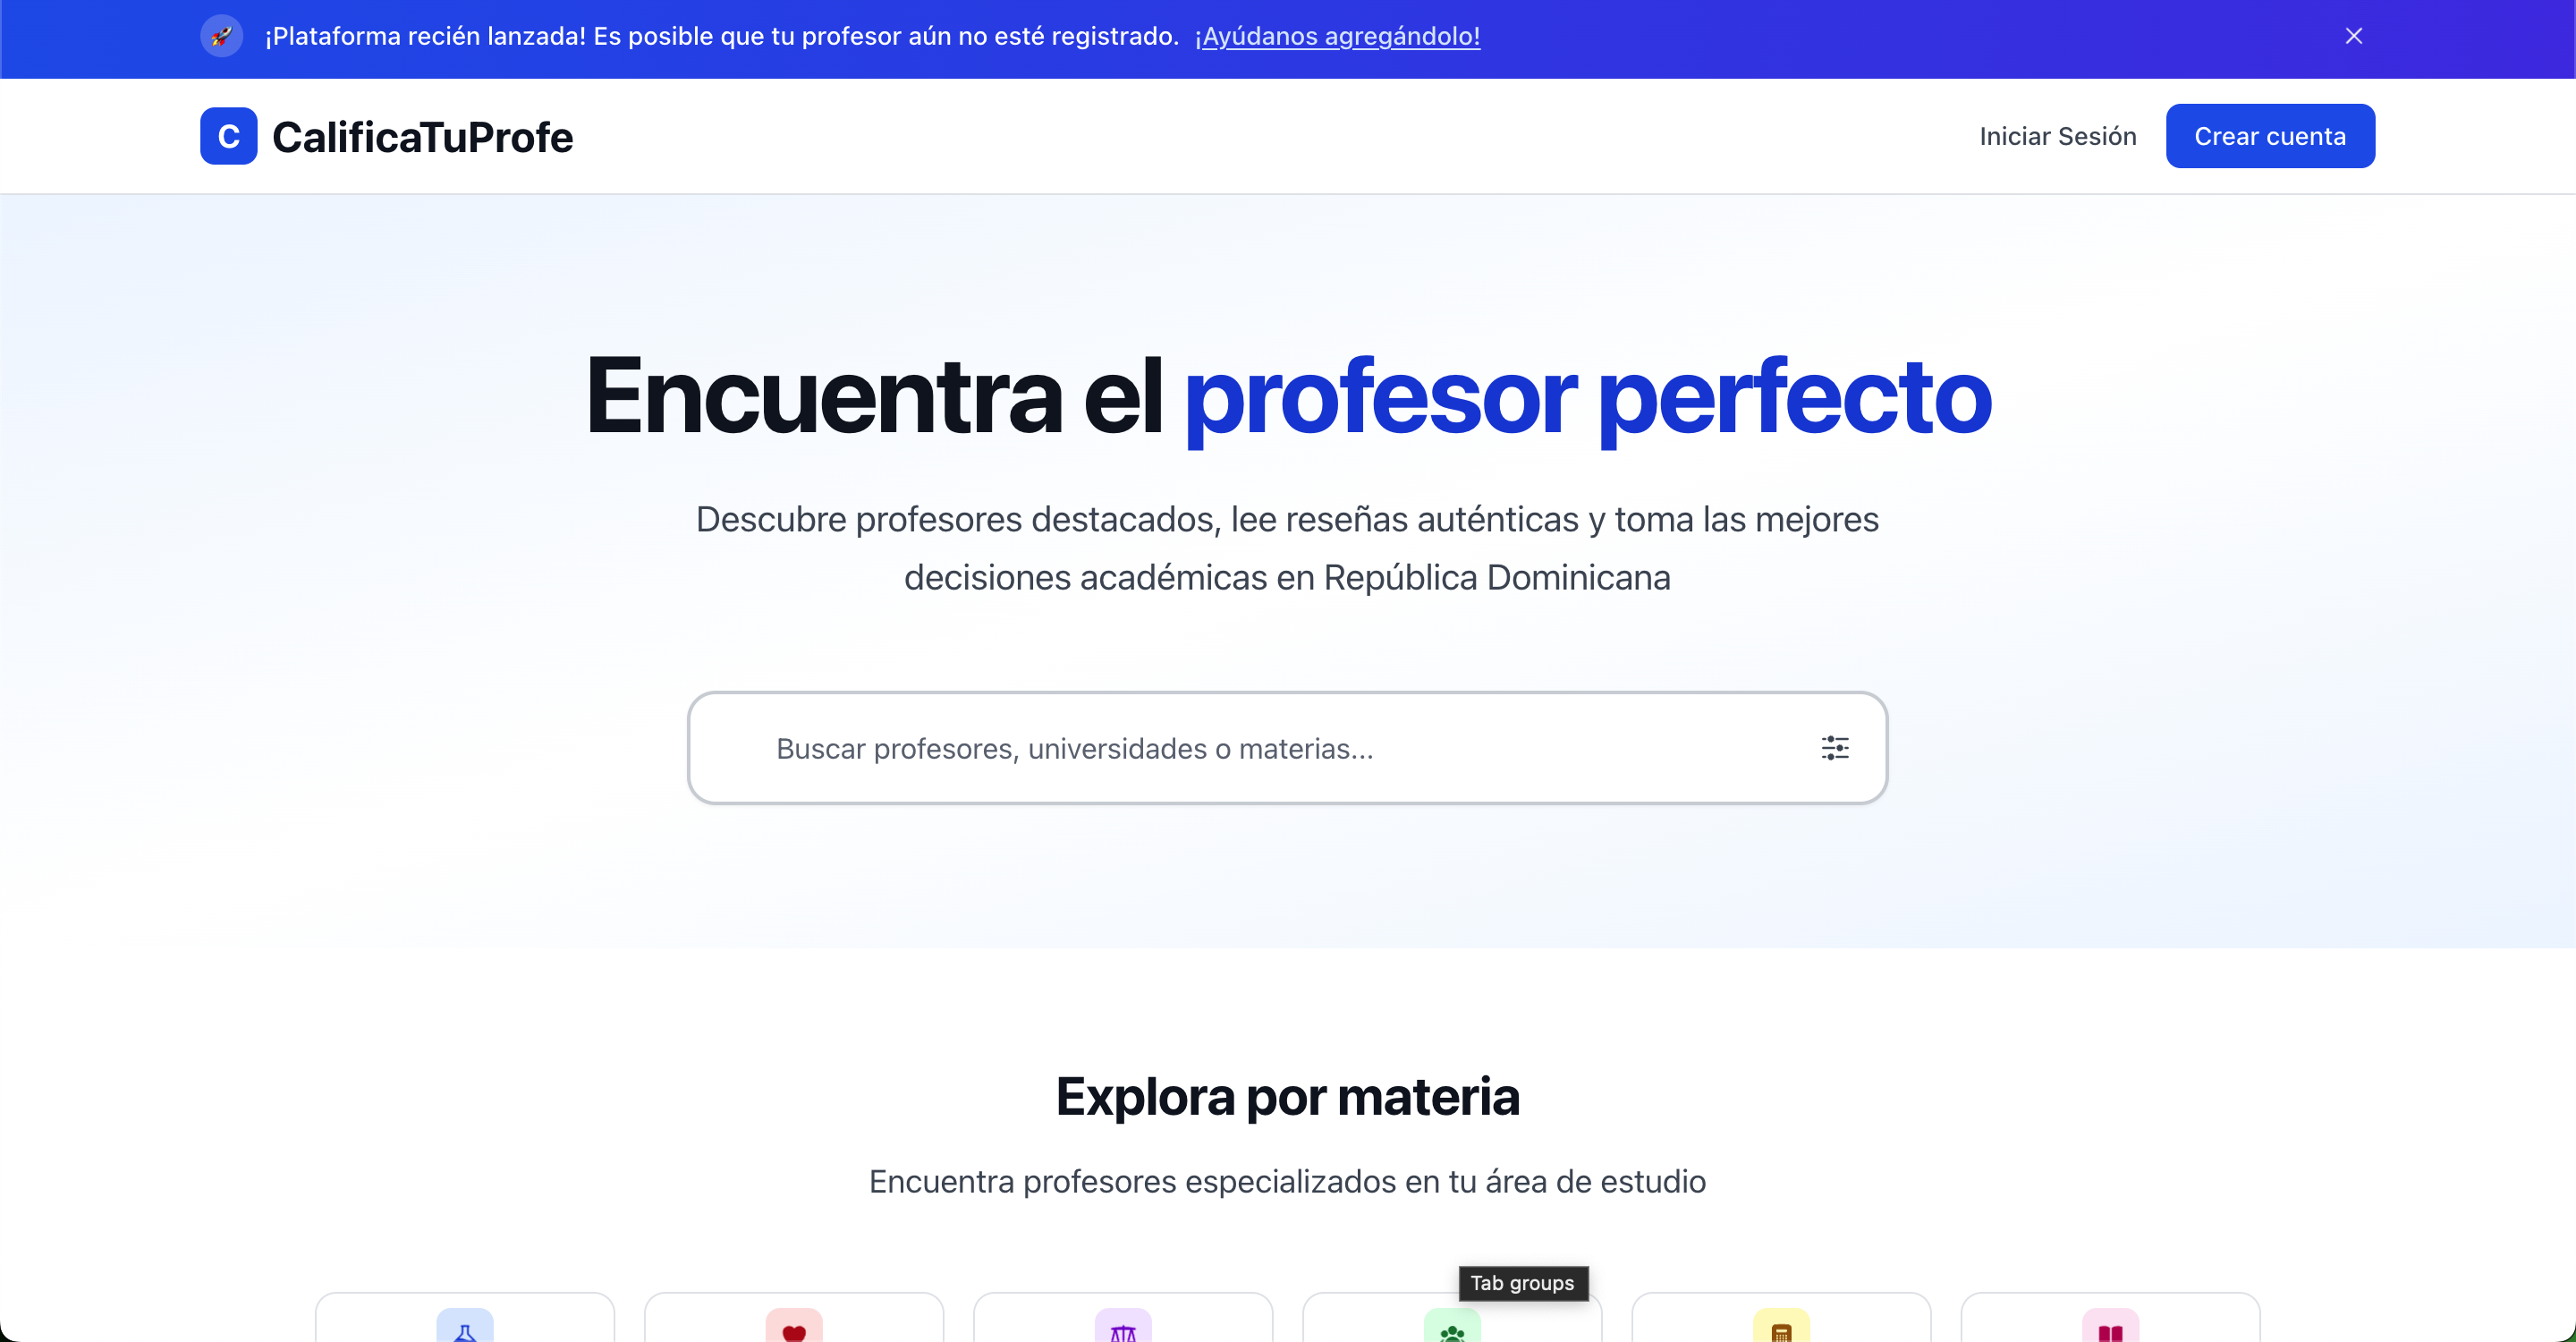 ¡Plataforma recién lanzada! Es posible que tu profesor aún no esté registrado. ¡Ayúdanos agregándolo!
C CalificaTuProfe
Iniciar Sesión
Crear cuenta
Encuentra el profesor perfecto
Descubre profesores destacados, lee reseñas auténticas y toma las mejores
decisiones académicas en República Dominicana
Buscar profesores, universidades o materias...
Explora por materia
Encuentra profesores especializados en tu área de estudio
Tab groups